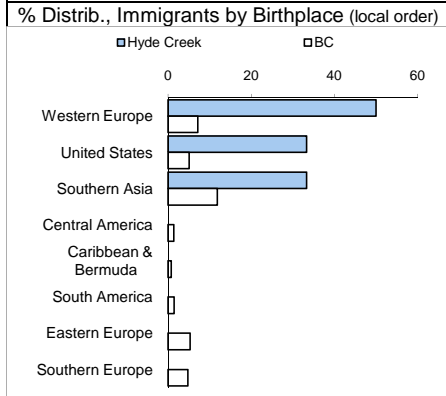 % Distrib., Immigrants by Birthplace (local order)
Hyde Creek BC
0 20 40 60
Western Europe
United States
Southern Asia
Central America
Caribbean &
Bermuda
South America
Eastern Europe
Southern Europe